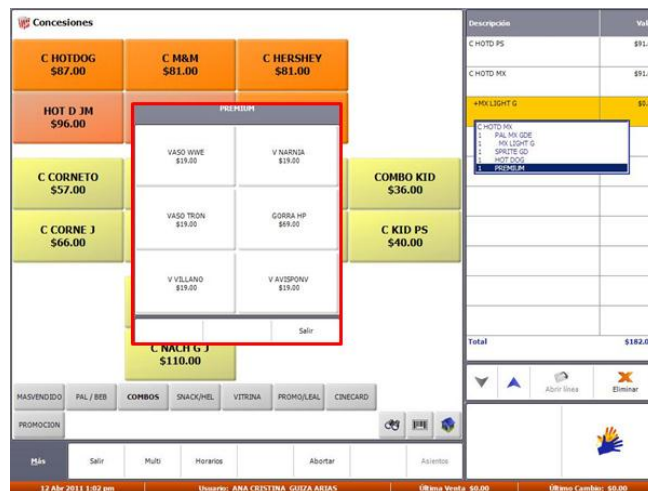 Concesiones
C HOTDOG
$87.00
C M&M
$81.00
C HERSHEY
$81.00
HOT D JM
$96.00
C CORNETO
$57.00
C CORNE J
$66.00
COMBO KID
$36.00
C KID PS
$40.00
C NACH G J
$110.00
PREMIUM
VASO WWE
$19.00
V NARNIA
$19.00
VASO TRON
$19.00
GORRA HP
$69.00
V VILLANO
$19.00
V AVISPONV
$19.00
Salir
MASVENDIDO
PAL / BEB
COMBOS
SNACK/HEL
VITRINA
PROMO/LEAL
CINECARD
PROMOCION
Más
Salir
Multi
Horarios
Abortar
Asientos
Descripción
C HOTD PS
C HOTD MX
+MX LIGHT G
C HOTD MX
1 PAL MX GDE
1 MX LIGHT G
1 SPRITE GD
1 HOT DOG
1 PREMIUM
Total
Abrir línea
Eliminar
12 Abr 2011 1:02 pm
Usuario: ANA CRISTINA GUIZA ARIAS
Última Venta $0.00
Último Cambio: $0.00